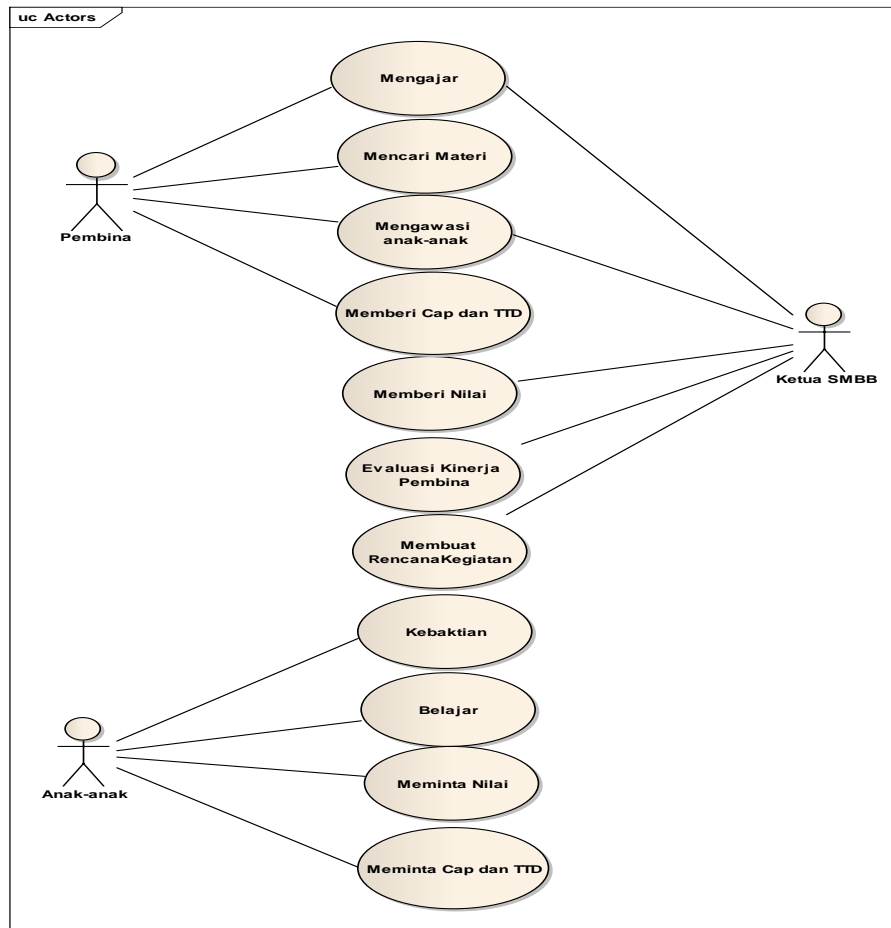 uc Actors
Mengajar
Mencari Materi
Pembina
Mengawasi
anak-anak
Memberi Cap dan TTD
Ketua SMBB
Memberi Nilai
Evaluasi Kinerja
Pembina
Membuat
RencanaKegiatan
Kebaktian
Belajar
Anak-anak
Meminta Nilai
Meminta Cap dan TTD